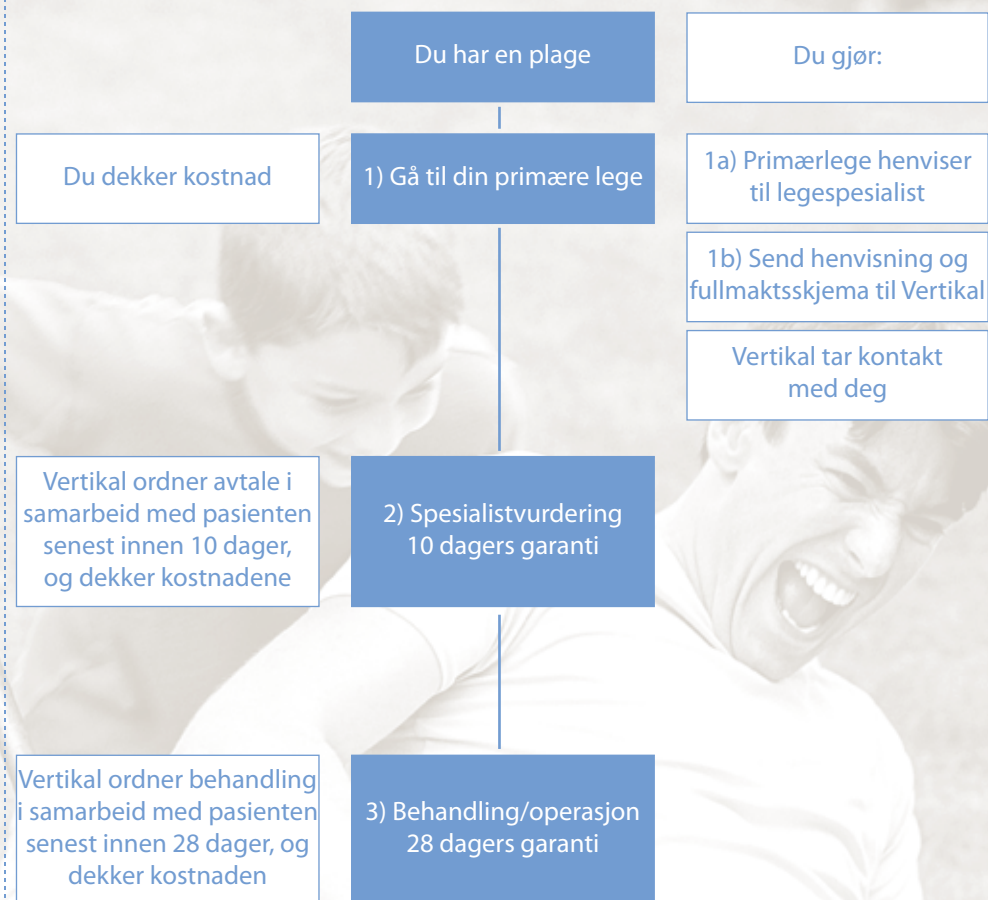 Du har en plage
Du gjør:
Du dekker kostnad
1) Gå til din primære lege
1a) Primærlege henviser
til legespesialist
1b) Send henvisning og
fullmaktsskjema til Vertikal
Vertikal tar kontakt
med deg
Vertikal ordner avtale i
samarbeid med pasienten
senest innen 10 dager,
og dekker kostnadene
2) Spesialistvurdering
10 dagers garanti
Vertikal ordner behandling
i samarbeid med pasienten
senest innen 28 dager, og
dekker kostnaden
3) Behandling/operasjon
28 dagers garanti